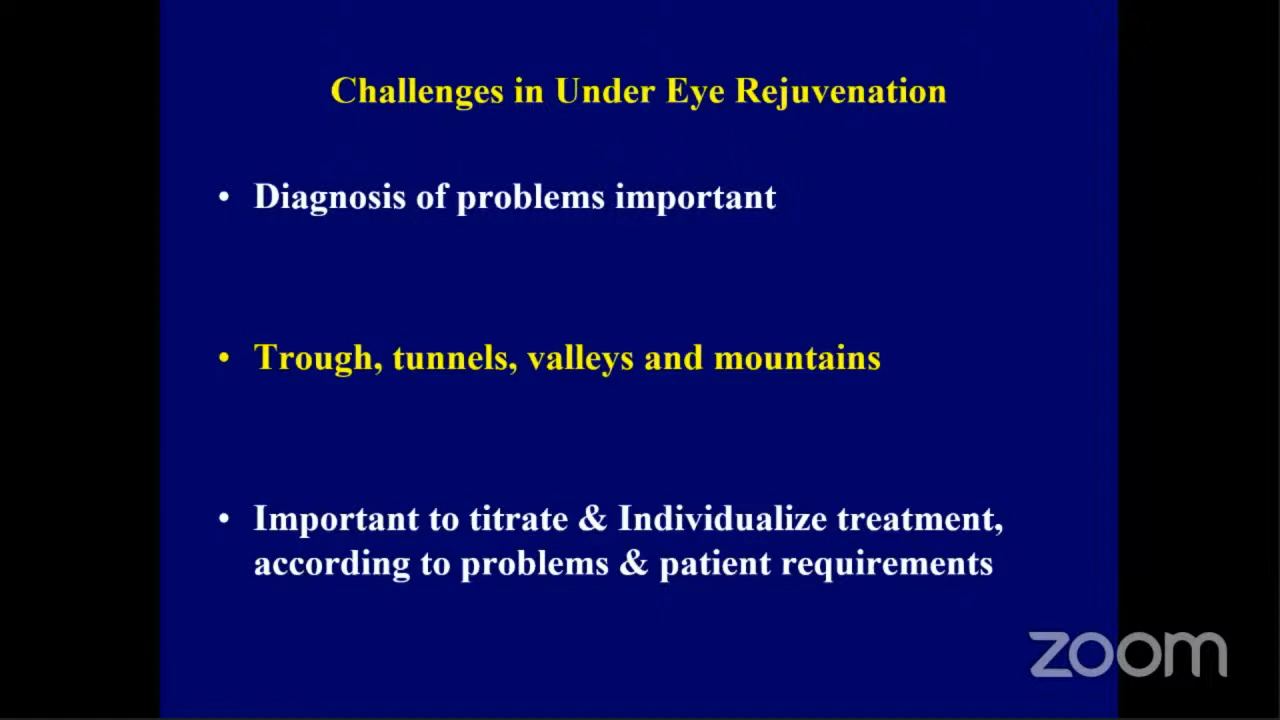 Challenges in Under Eye Rejuvenation
• Diagnosis of problems important
• Trough, tunnels, valleys and mountains
• Important to titrate & Individualize treatment,
according to problems & patient requirements
zoom